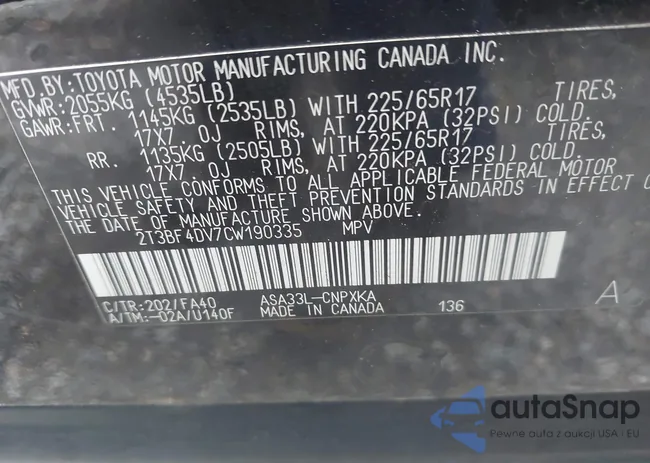 MFD.BY:TOYOTA MOTOR MANUFACTURING CANADA INC.
GVWR:2055KG (4535LB)
GAWR:FRT. 1145KG (2535LB) WITH 225/65R17 TIRES,
17X7 0J RIMS, AT 220KPA (32PSI) COLD.
RR. 1135KG (2505LB) WITH 225/65R17 TIRES,
17X7. 0J RIMS, AT 220KPA (32PSI) COLD.
THIS VEHICLE CONFORMS TO ALL APPLICABLE FEDERAL MOTOR
VEHICLE SAFETY AND THEFT PREVENTION STANDARDS IN EFFECT
THE DATE OF MANUFACTURE SHOWN ABOVE.
2T3BF4DV7CW190335 MPV
C/TR:202/FA40 ASA33L-CNPXKA
A/TM:-02A/U140F MADE IN CANADA 136 A
autaSnap
Pewne auta z aukcji USA - EU